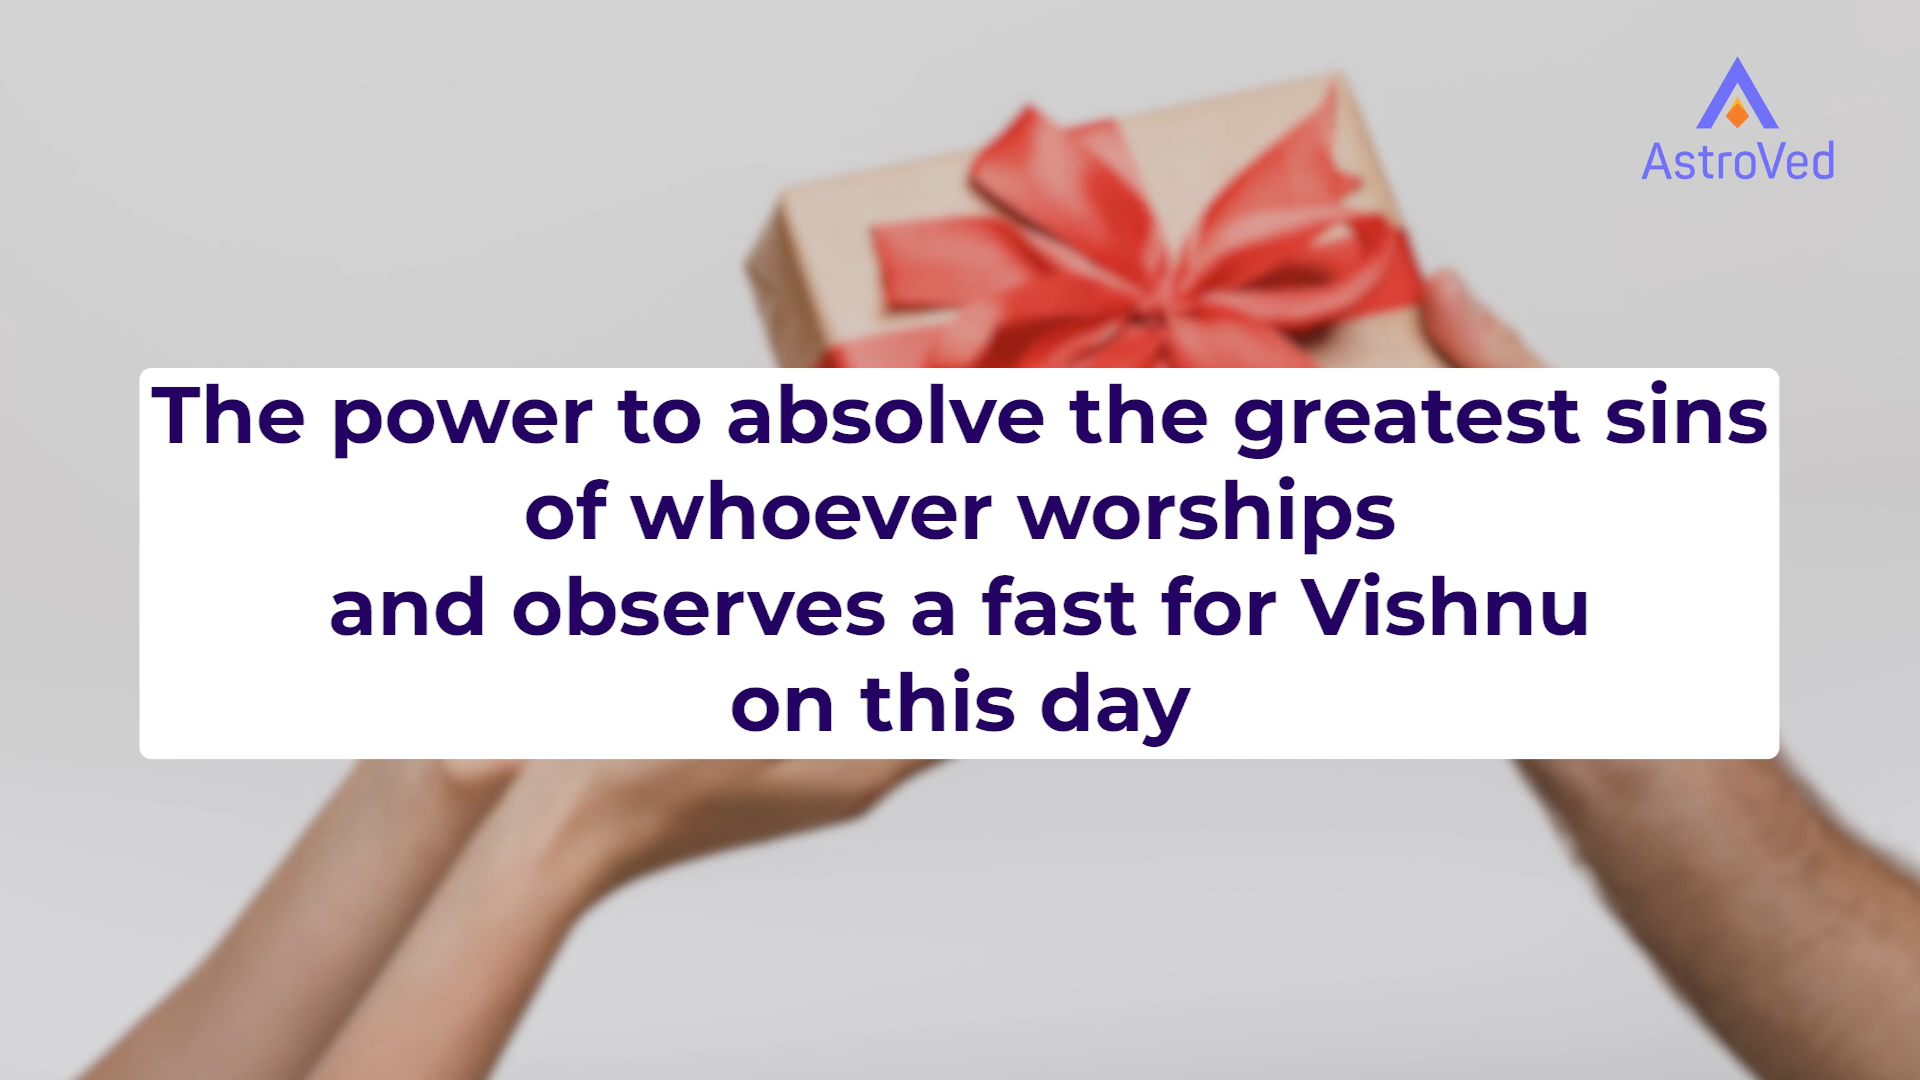 AstroVed
The power to absolve the greatest sins
of whoever worships
and observes a fast for Vishnu
on this day